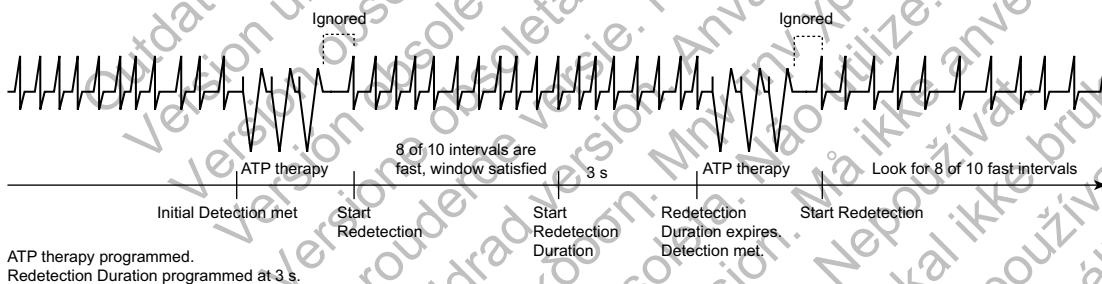 Ignored
Ignored
ATP therapy
8 of 10 intervals are
fast, window satisfied
3 s
ATP therapy
Look for 8 of 10 fast intervals
Initial Detection met
Start
Redetection
Start
Redetection
Duration
Redetection
Duration expires.
Detection met.
Start Redetection
ATP therapy programmed.
Redetection Duration programmed at 3 s.